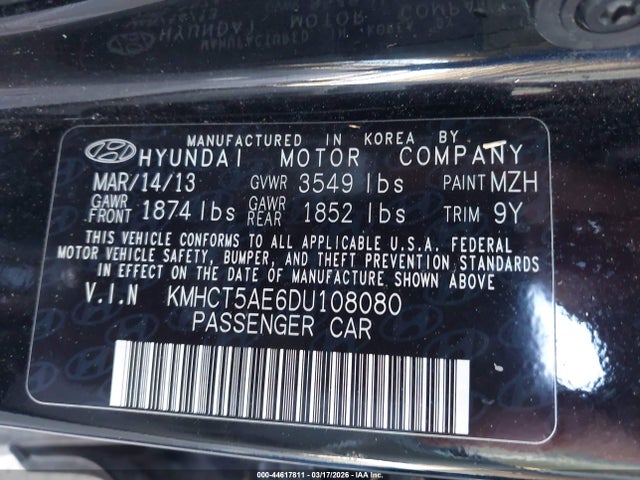 MANUFACTURED IN KOREA BY
HYUNDAI MOTOR COMPANY
MAR/14/13 GVWR 3549 lbs PAINT MZH
GAWR FRONT 1874 lbs GAWR REAR 1852 lbs TRIM 9Y
THIS VEHICLE CONFORMS TO ALL APPLICABLE U.S.A. FEDERAL
MOTOR VEHICLE SAFETY, BUMPER, AND THEFT PREVENTION STANDARDS
IN EFFECT ON THE DATE OF MANUFACTURE SHOWN ABOVE
V.I.N KMHCT5AE6DU108080
PASSENGER CAR
000-44617811 - 03/17/2026 - IAA Inc.